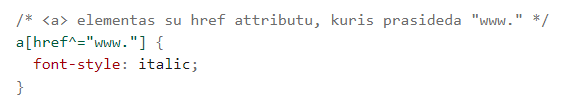 /* <a> elementas su href attributu, kuris prasideda "www." */
a[href^="www."] {
  font-style: italic;
}